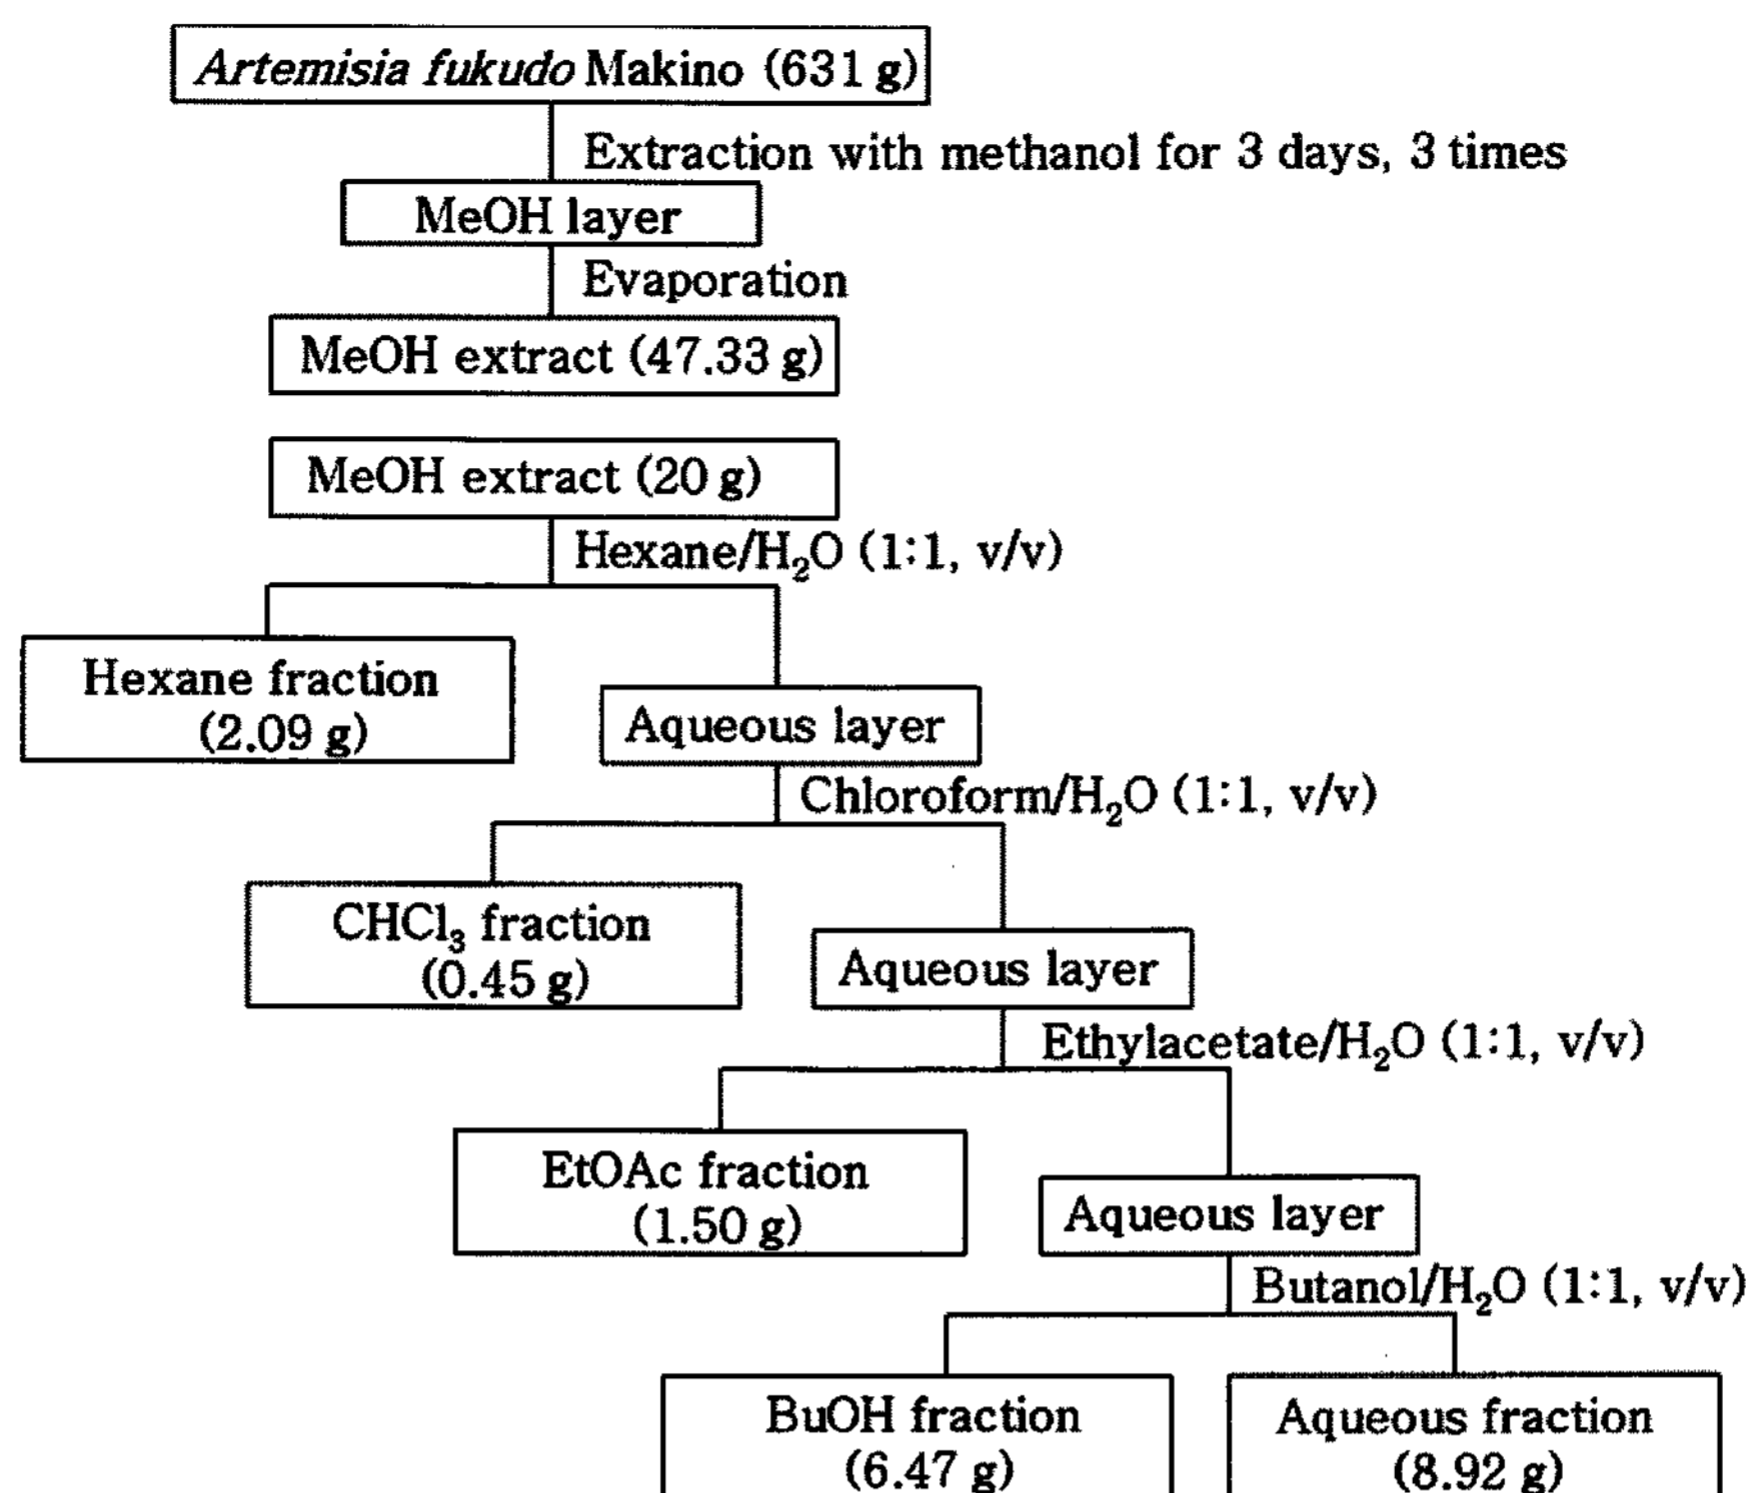 Artemisia fukudo Makino (631 g)
Extraction with methanol for 3 days, 3 times
MeOH layer
Evaporation
MeOH extract (47.33 g)
MeOH extract (20 g)
Hexane/H₂O (1:1, v/v)
Hexane fraction
(2.09 g)
Aqueous layer
Chloroform/H₂O (1:1, v/v)
CHCl₃ fraction
(0.45 g)
Aqueous layer
Ethylacetate/H₂O (1:1, v/v)
EtOAc fraction
(1.50 g)
Aqueous layer
Butanol/H₂O (1:1, v/v)
BuOH fraction
(6.47 g)
Aqueous fraction
(8.92 g)